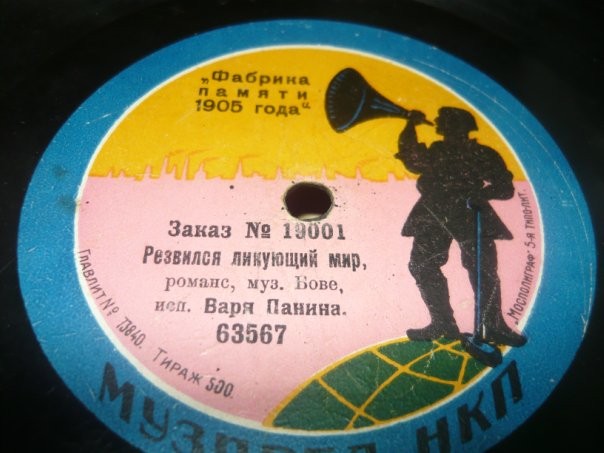 „Фабрика
памяти
1905 года"
Заказ № 19001
Резвился ликующий мир,
романс, муз. Бове,
исп. Варя Панина.
63567
Главлит № 73840. Тираж 500.
„Мосполиграф" 5-я типо-лит.
МУЗПРЕД НКП